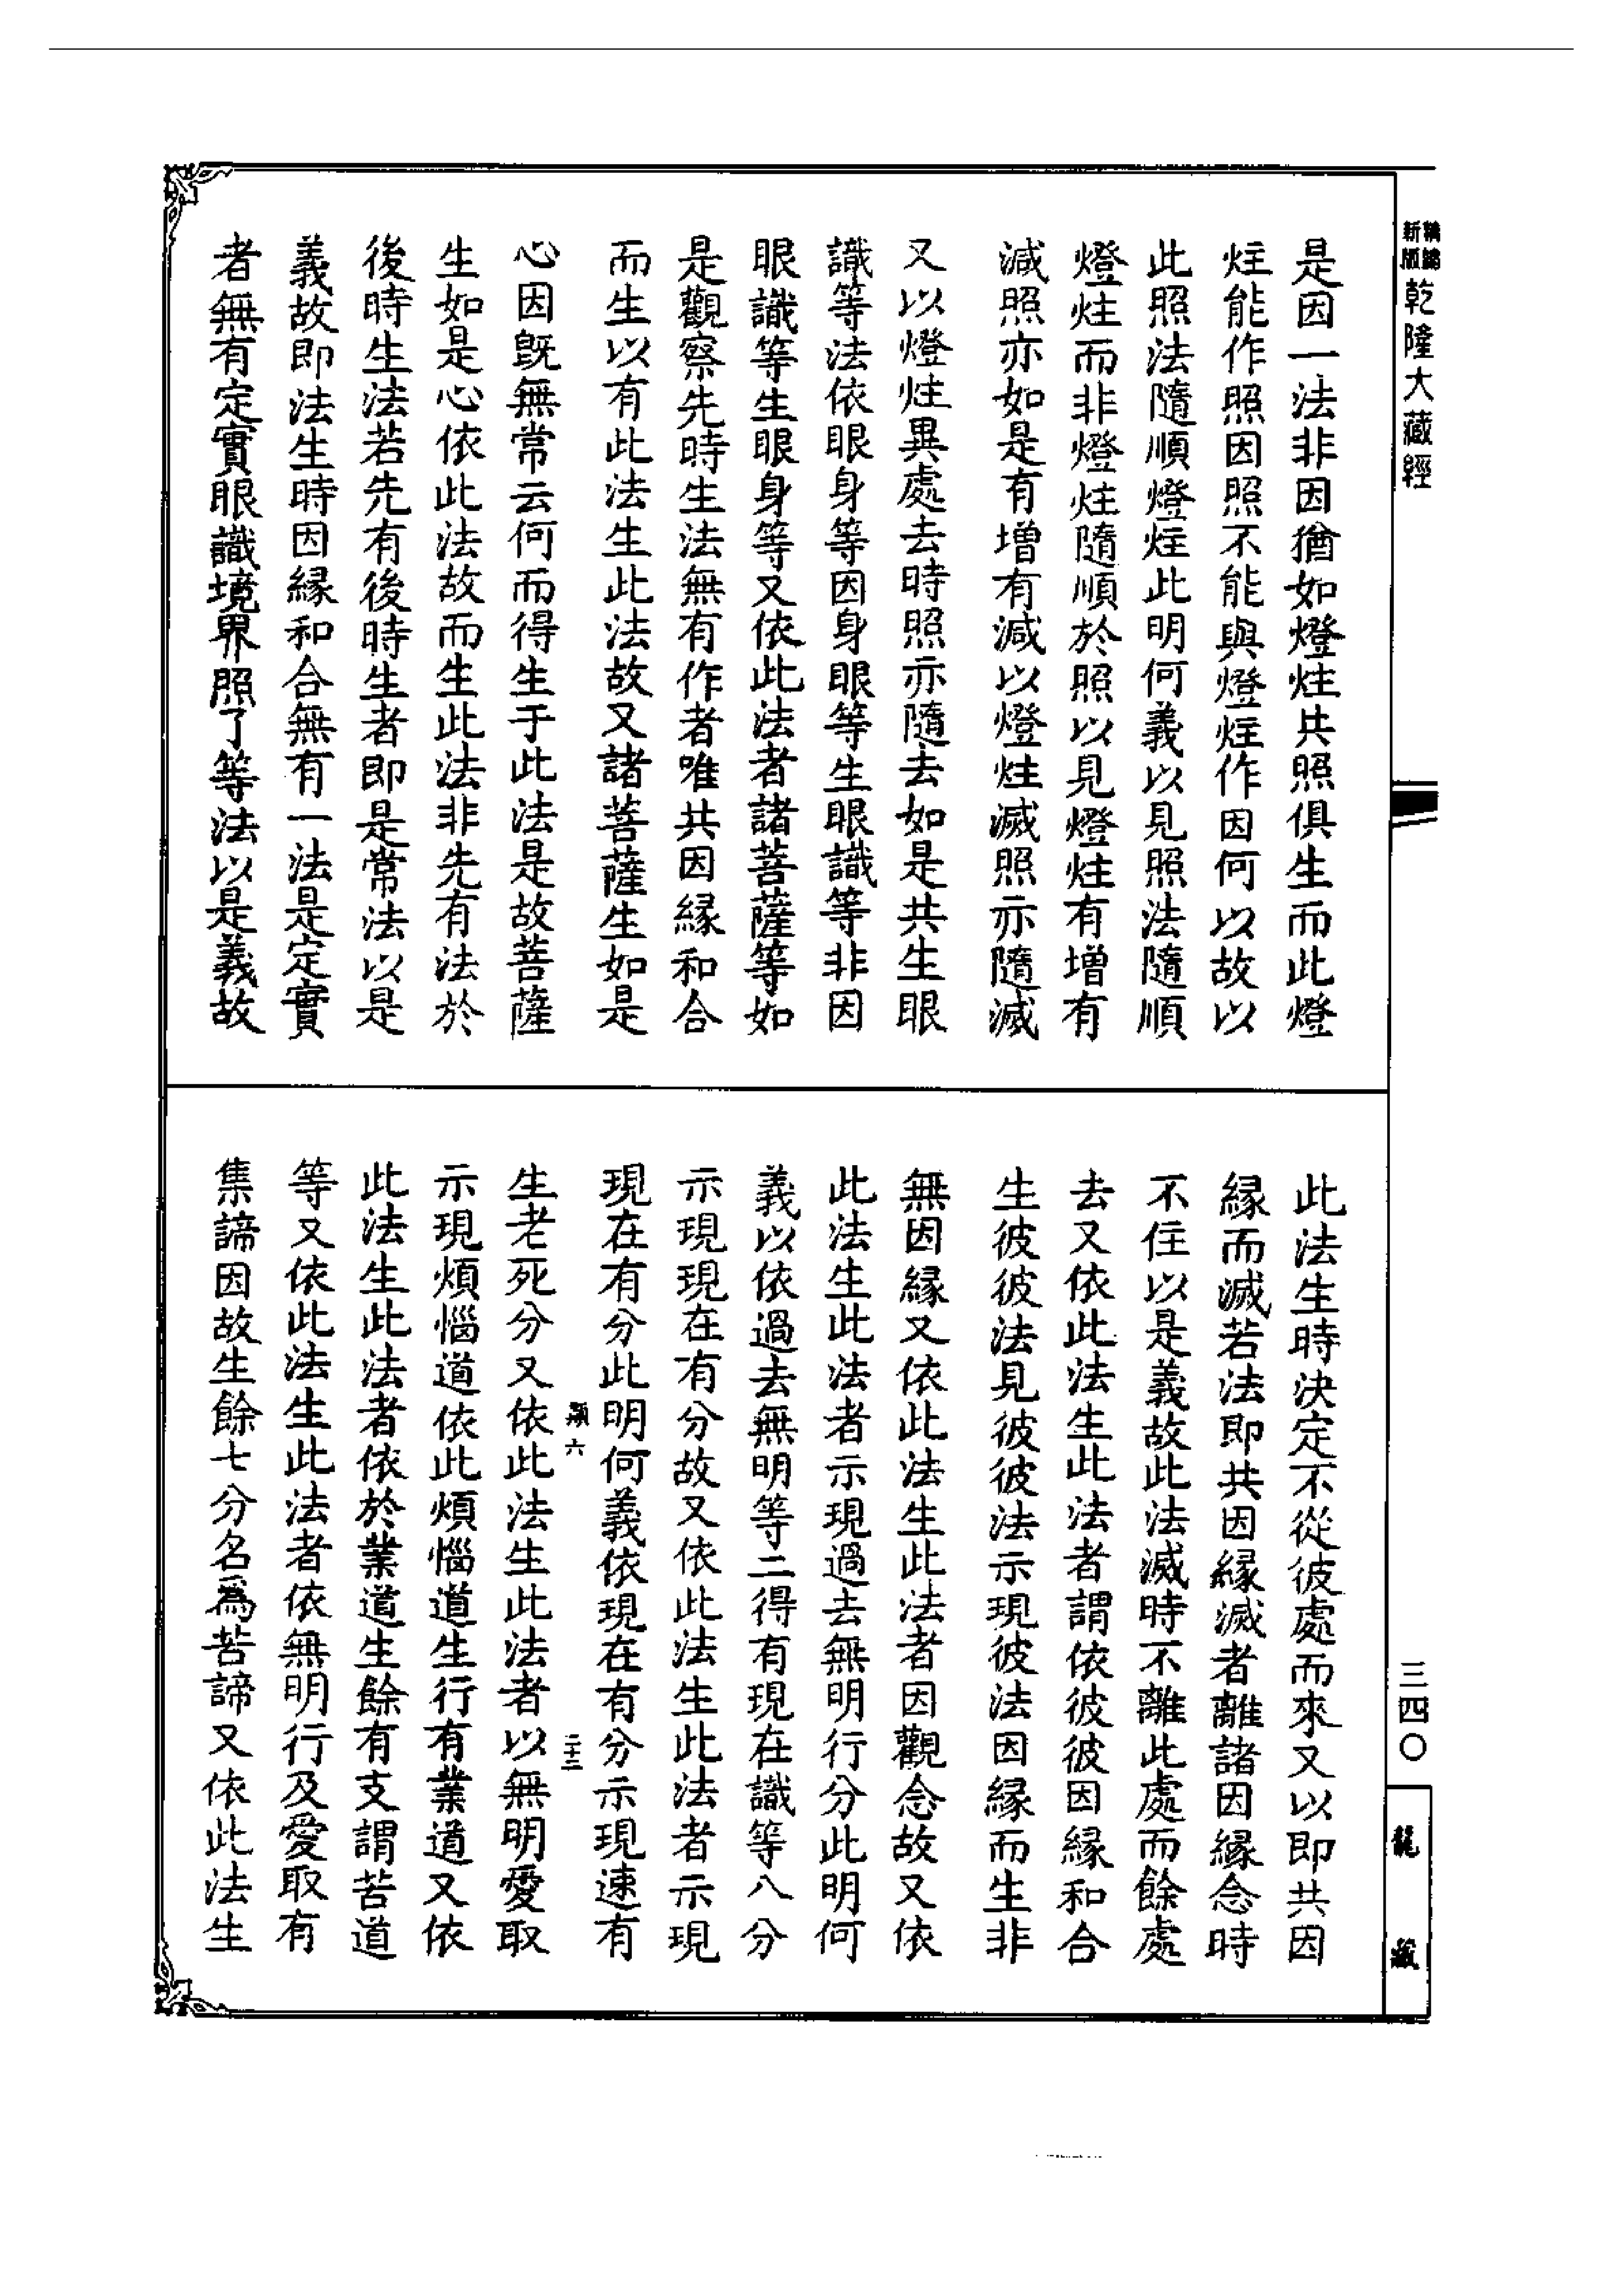 新版
精編
乾隆大藏經
是因一法非因猶如燈炷共照俱生而此燈
炷能作照因照不能與燈炷作因何以故以
此照法隨順燈炷此明何義以見照法隨順
燈炷而非燈炷隨順於照以見燈炷有增有
減照亦如是有增有減以燈炷滅照亦隨滅
又以燈炷異處去時照亦隨去如是共生眼
識等法依眼身等因身眼等生眼識等非因
眼識等生眼身等又依此法者諸菩薩等如
是觀察先時生法無有作者唯共因緣和合
而生以有此法生此法故又諸菩薩生如是
心因旣無常云何而得生于此法是故菩薩
生如是心依此法故而生此法非先有法於
後時生法若先有後時生者即是常法以是
義故即法生時因緣和合無有一法是定實
者無有定實眼識境界照了等法以是義故
此法生時決定不從彼處而來又以即共因
緣而滅若法即共因緣滅者離諸因緣念時
不住以是義故此法滅時不離此處而餘處
去又依此法生此法者謂依彼彼因緣和合
生彼彼法見彼彼法示現彼法因緣而生非
無因緣又依此法生此法者因觀念故又依
此法生此法者示現過去無明行分此明何
義以依過去無明等二得有現在識等八分
示現現在有分故又依此法生此法者示現
現在有分此明何義依現在有分示現速有
顙六
二十三
生老死分又依此法生此法者以無明愛取
示現煩惱道依此煩惱道生行有業道又依
此法生此法者依於業道生餘有支謂苦道
等又依此法生此法者依無明行及愛取有
集諦因故生餘七分名爲苦諦又依此法生
三四〇
龍藏